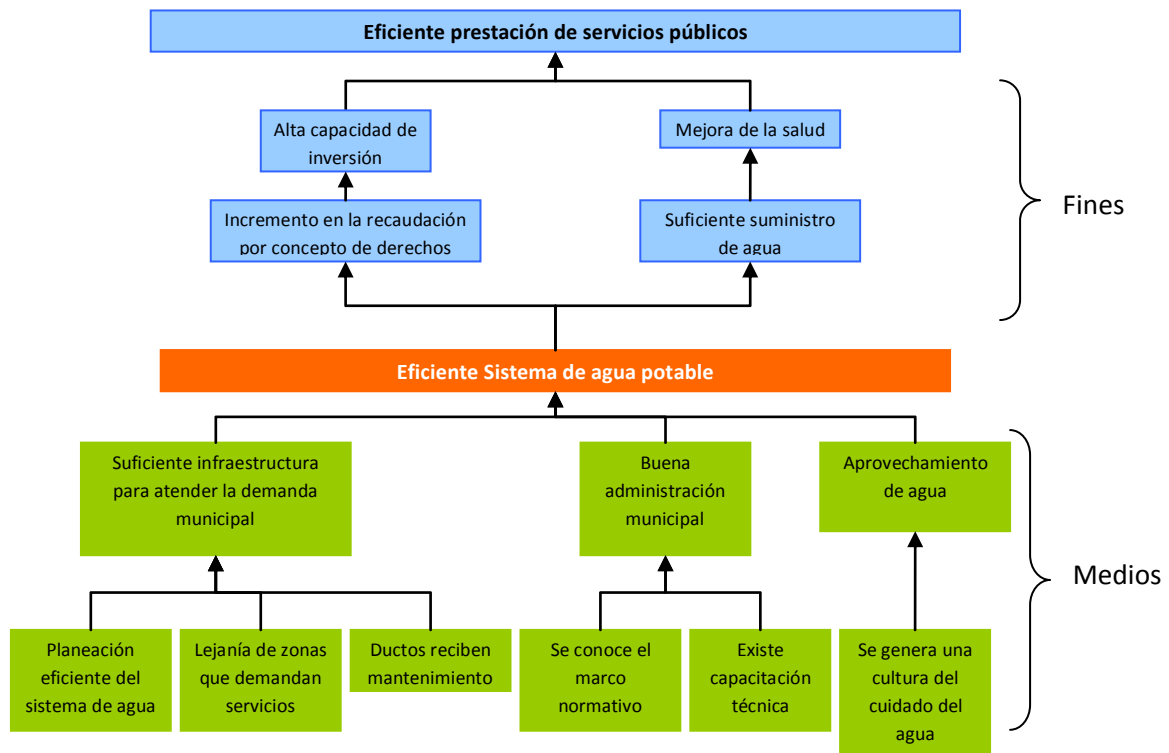 Eficiente prestación de servicios públicos
Alta capacidad de
inversión
Mejora de la salud
Incremento en la recaudación
por concepto de derechos
Suficiente suministro
de agua
Fines
Eficiente Sistema de agua potable
Suficiente infraestructura
para atender la demanda
municipal
Buena
administración
municipal
Aprovechamiento
de agua
Medios
Planeación
eficiente del
sistema de agua
Lejanía de zonas
que demandan
servicios
Ductos reciben
mantenimiento
Se conoce el
marco
normativo
Existe
capacitación
técnica
Se genera una
cultura del
cuidado del
agua